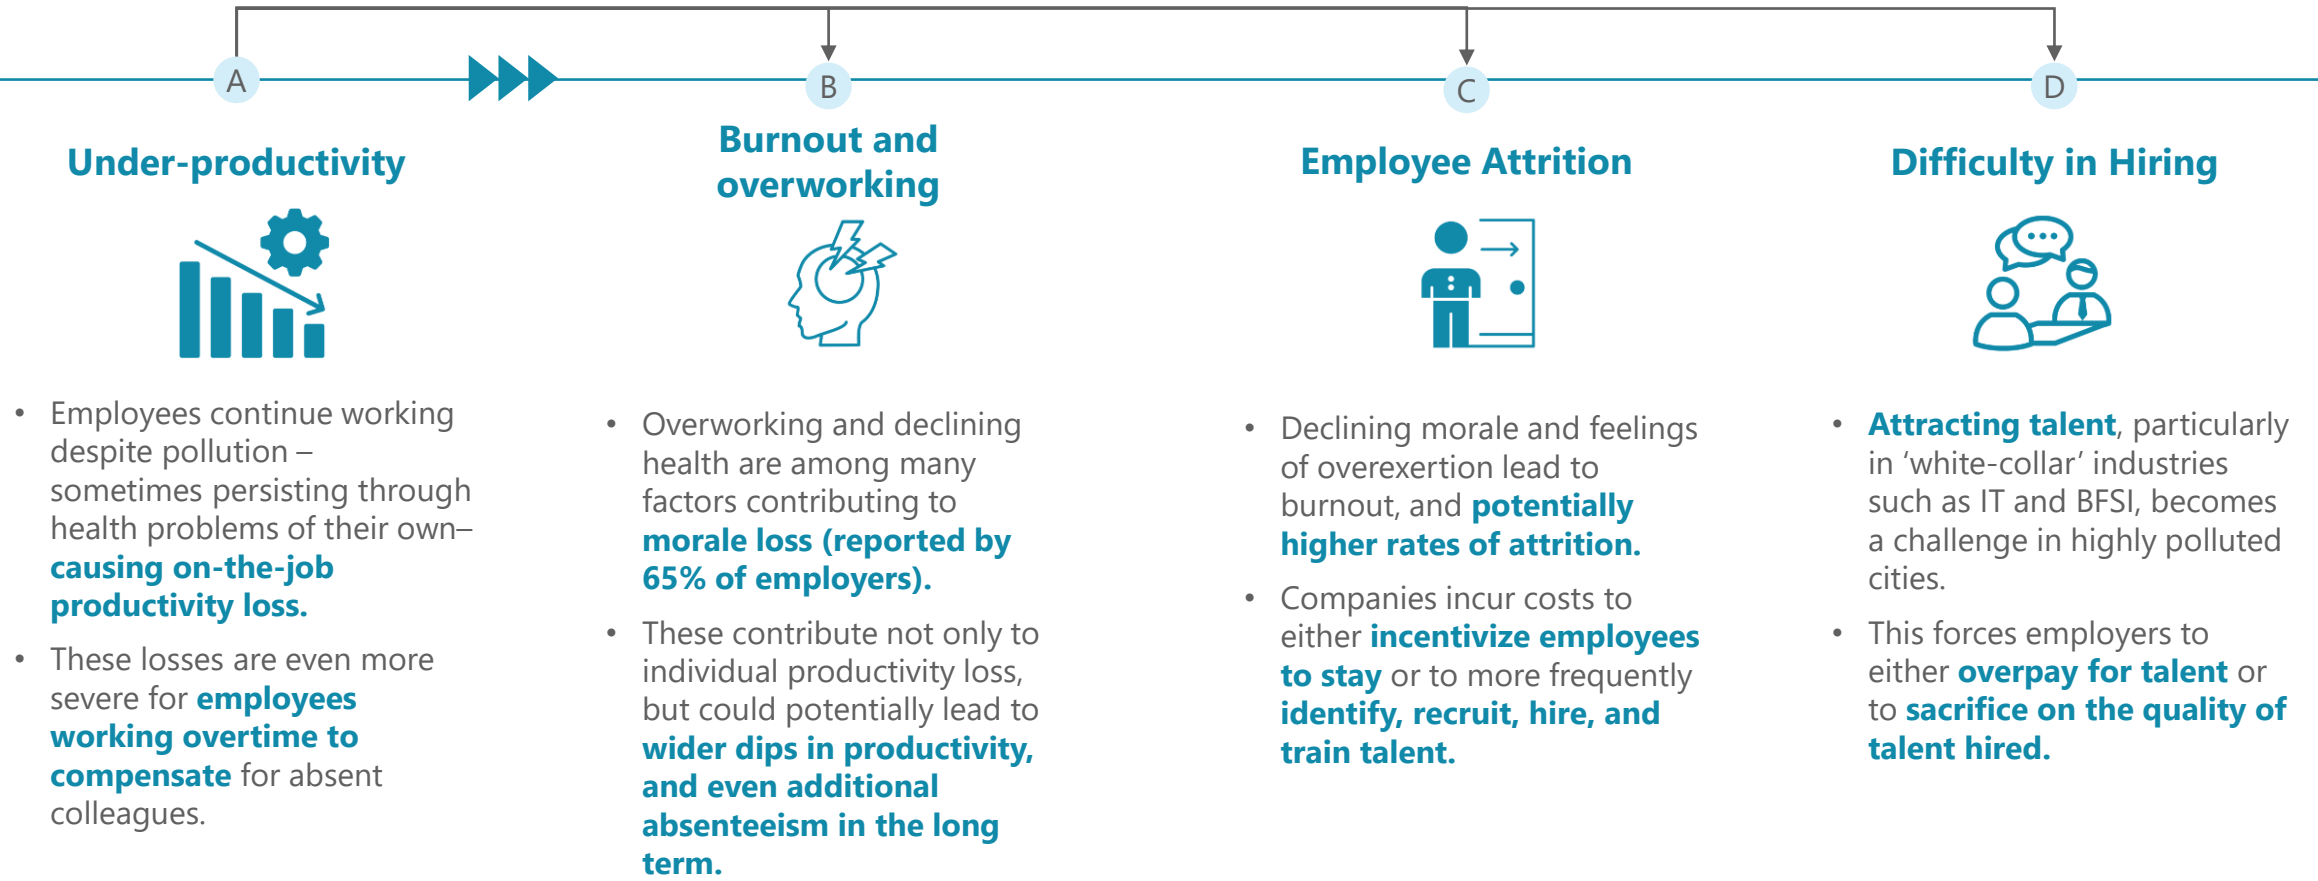 A
B
C
D
Under-productivity
• Employees continue working
despite pollution –
sometimes persisting through
health problems of their own–
causing on-the-job
productivity loss.
• These losses are even more
severe for employees
working overtime to
compensate for absent
colleagues.
Burnout and
overworking
• Overworking and declining
health are among many
factors contributing to
morale loss (reported by
65% of employers).
• These contribute not only to
individual productivity loss,
but could potentially lead to
wider dips in productivity,
and even additional
absenteeism in the long
term.
Employee Attrition
• Declining morale and feelings
of overexertion lead to
burnout, and potentially
higher rates of attrition.
• Companies incur costs to
either incentivize employees
to stay or to more frequently
identify, recruit, hire, and
train talent.
Difficulty in Hiring
• Attracting talent, particularly
in ‘white-collar’ industries
such as IT and BFSI, becomes
a challenge in highly polluted
cities.
• This forces employers to
either overpay for talent or
to sacrifice on the quality of
talent hired.